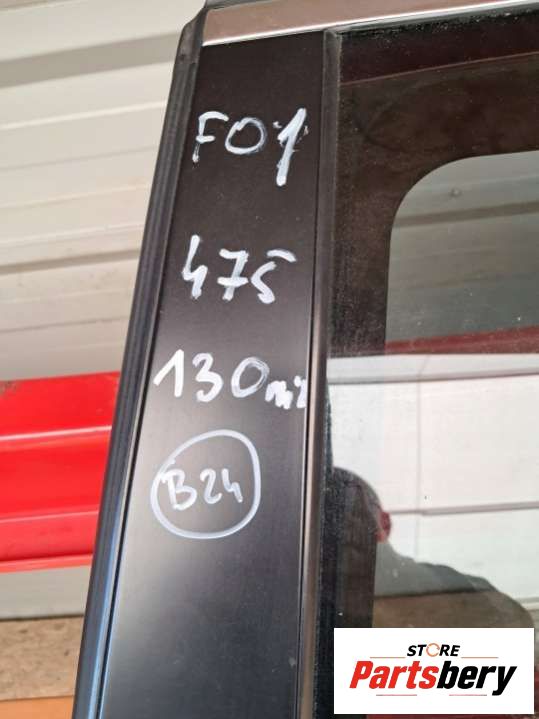 F01
475
130mi
B24
STORE
Partsbery